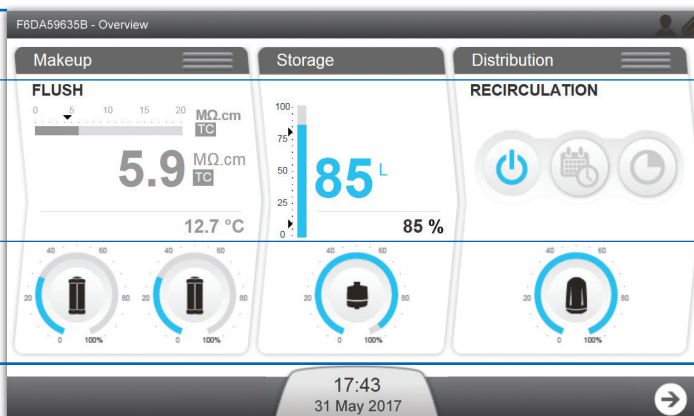 F6DA59635B - Overview
Makeup
FLUSH
0 5 10 15 20 MΩ.cm
TC
5.9 MΩ.cm
TC
12.7 °C
0 20 40 60 80 100%
0 20 40 60 80 100%
Storage
100
75
50
25
0
85 L
85 %
0 20 40 60 80 100%
Distribution
RECIRCULATION
0 20 40 60 80 100%
17:43
31 May 2017